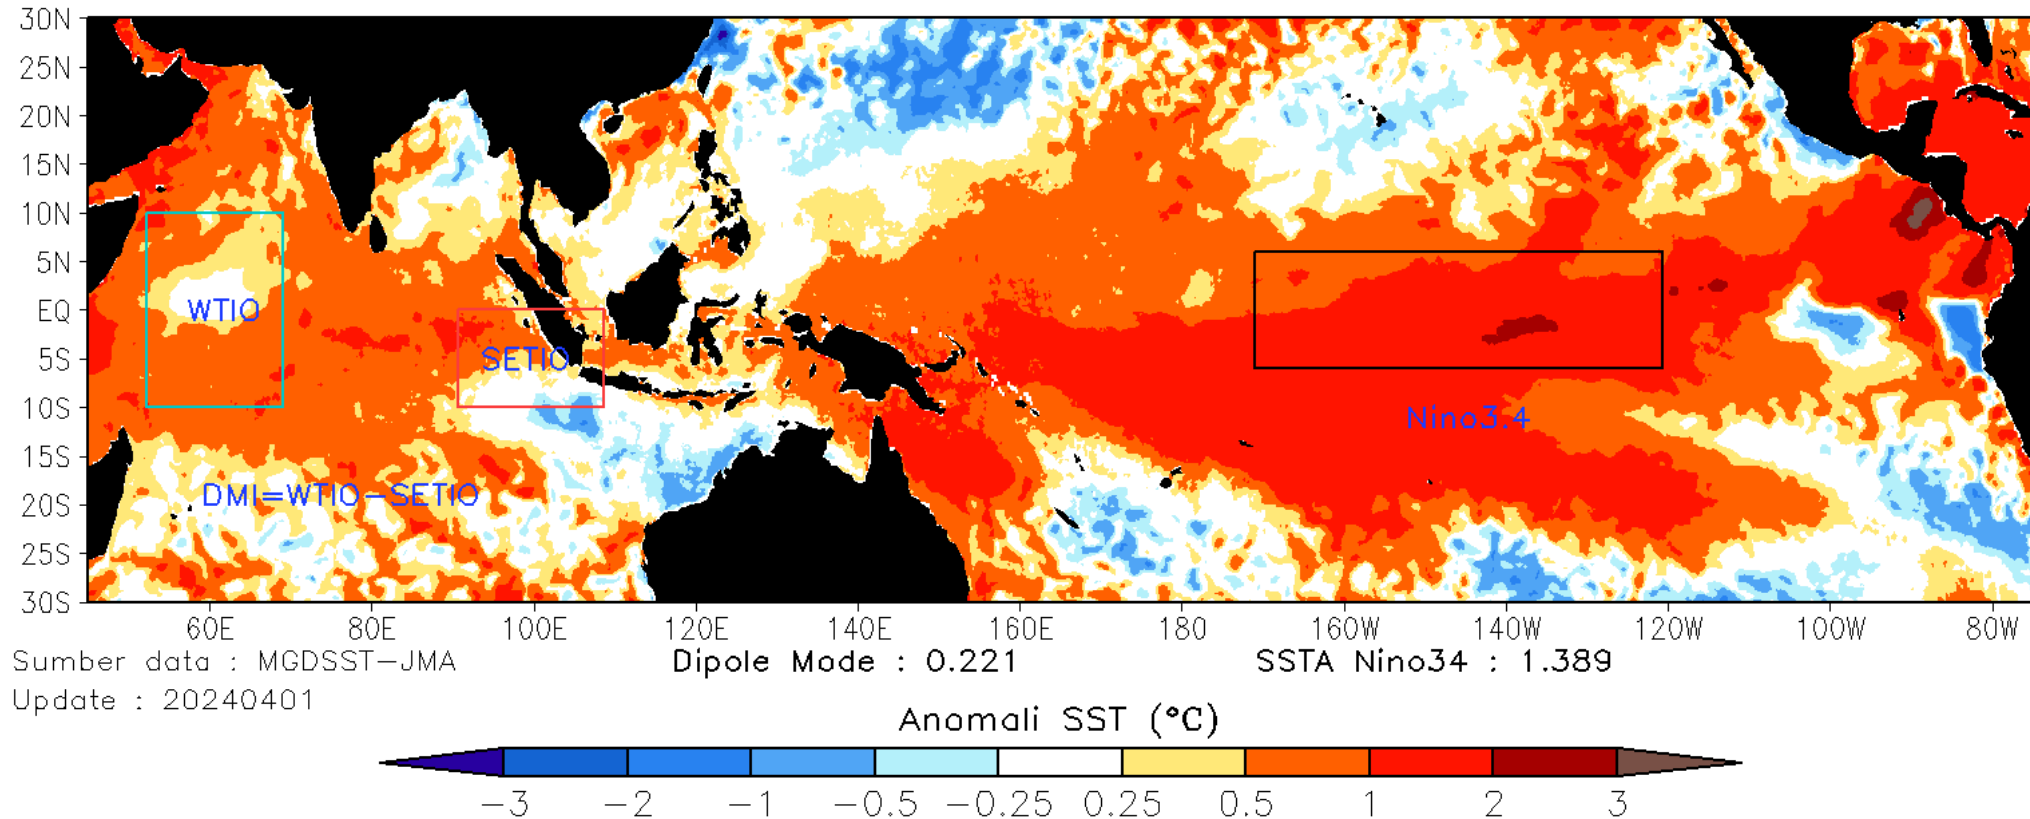 30N
25N
20N
15N
10N
5N
EQ
5S
10S
15S
20S
25S
30S
WTIO
SETIO
Nino3.4
DMI=WTIO-SETIO
60E 80E 100E 120E 140E 160E 180 160W 140W 120W 100W 80W
Sumber data : MGDSST-JMA Dipole Mode : 0.221 SSTA Nino34 : 1.389
Update : 20240401
Anomali SST (°C)
-3 -2 -1 -0.5 -0.25 0.25 0.5 1 2 3